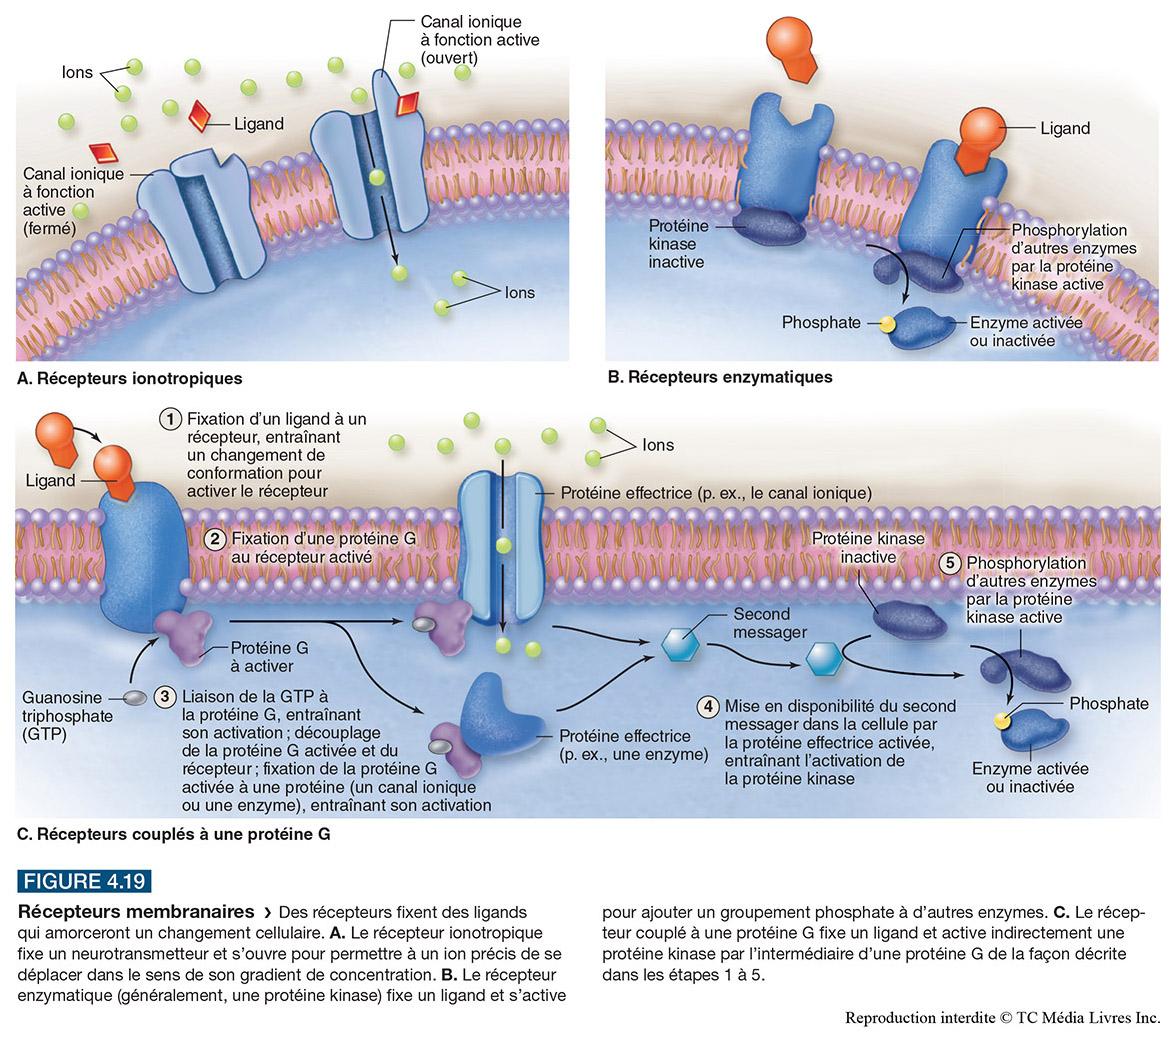 Canal ionique
à fonction active
(ouvert)
Ions
Ligand
Canal ionique
à fonction
active
(fermé)
Ions
A. Récepteurs ionotropiques
Ligand
Protéine
kinase
inactive
Phosphorylation
d'autres enzymes
par la protéine
kinase active
Phosphate
Enzyme activée
ou inactivée
B. Récepteurs enzymatiques
1 Fixation d'un ligand à un
récepteur, entraînant
un changement de
conformation pour
activer le récepteur
Ligand
Ions
Protéine effectrice (p. ex., le canal ionique)
2 Fixation d'une protéine G
au récepteur activé
Protéine kinase
inactive
5 Phosphorylation
d'autres enzymes
par la protéine
kinase active
Second
messager
Protéine G
à activer
Guanosine
triphosphate
(GTP)
3 Liaison de la GTP à
la protéine G, entraînant
son activation ; découplage
de la protéine G activée et du
récepteur ; fixation de la protéine G
activée à une protéine (un canal ionique
ou une enzyme), entraînant son activation
Protéine effectrice
(p. ex., une enzyme)
4 Mise en disponibilité du second
messager dans la cellule par
la protéine effectrice activée,
entraînant l'activation de
la protéine kinase
Phosphate
Enzyme activée
ou inactivée
C. Récepteurs couplés à une protéine G
FIGURE 4.19
Récepteurs membranaires › Des récepteurs fixent des ligands
qui amorceront un changement cellulaire. A. Le récepteur ionotropique
fixe un neurotransmetteur et s'ouvre pour permettre à un ion précis de se
déplacer dans le sens de son gradient de concentration. B. Le récepteur
enzymatique (généralement, une protéine kinase) fixe un ligand et s'active
pour ajouter un groupement phosphate à d'autres enzymes. C. Le récep-
teur couplé à une protéine G fixe un ligand et active indirectement une
protéine kinase par l'intermédiaire d'une protéine G de la façon décrite
dans les étapes 1 à 5.
Reproduction interdite © TC Média Livres Inc.